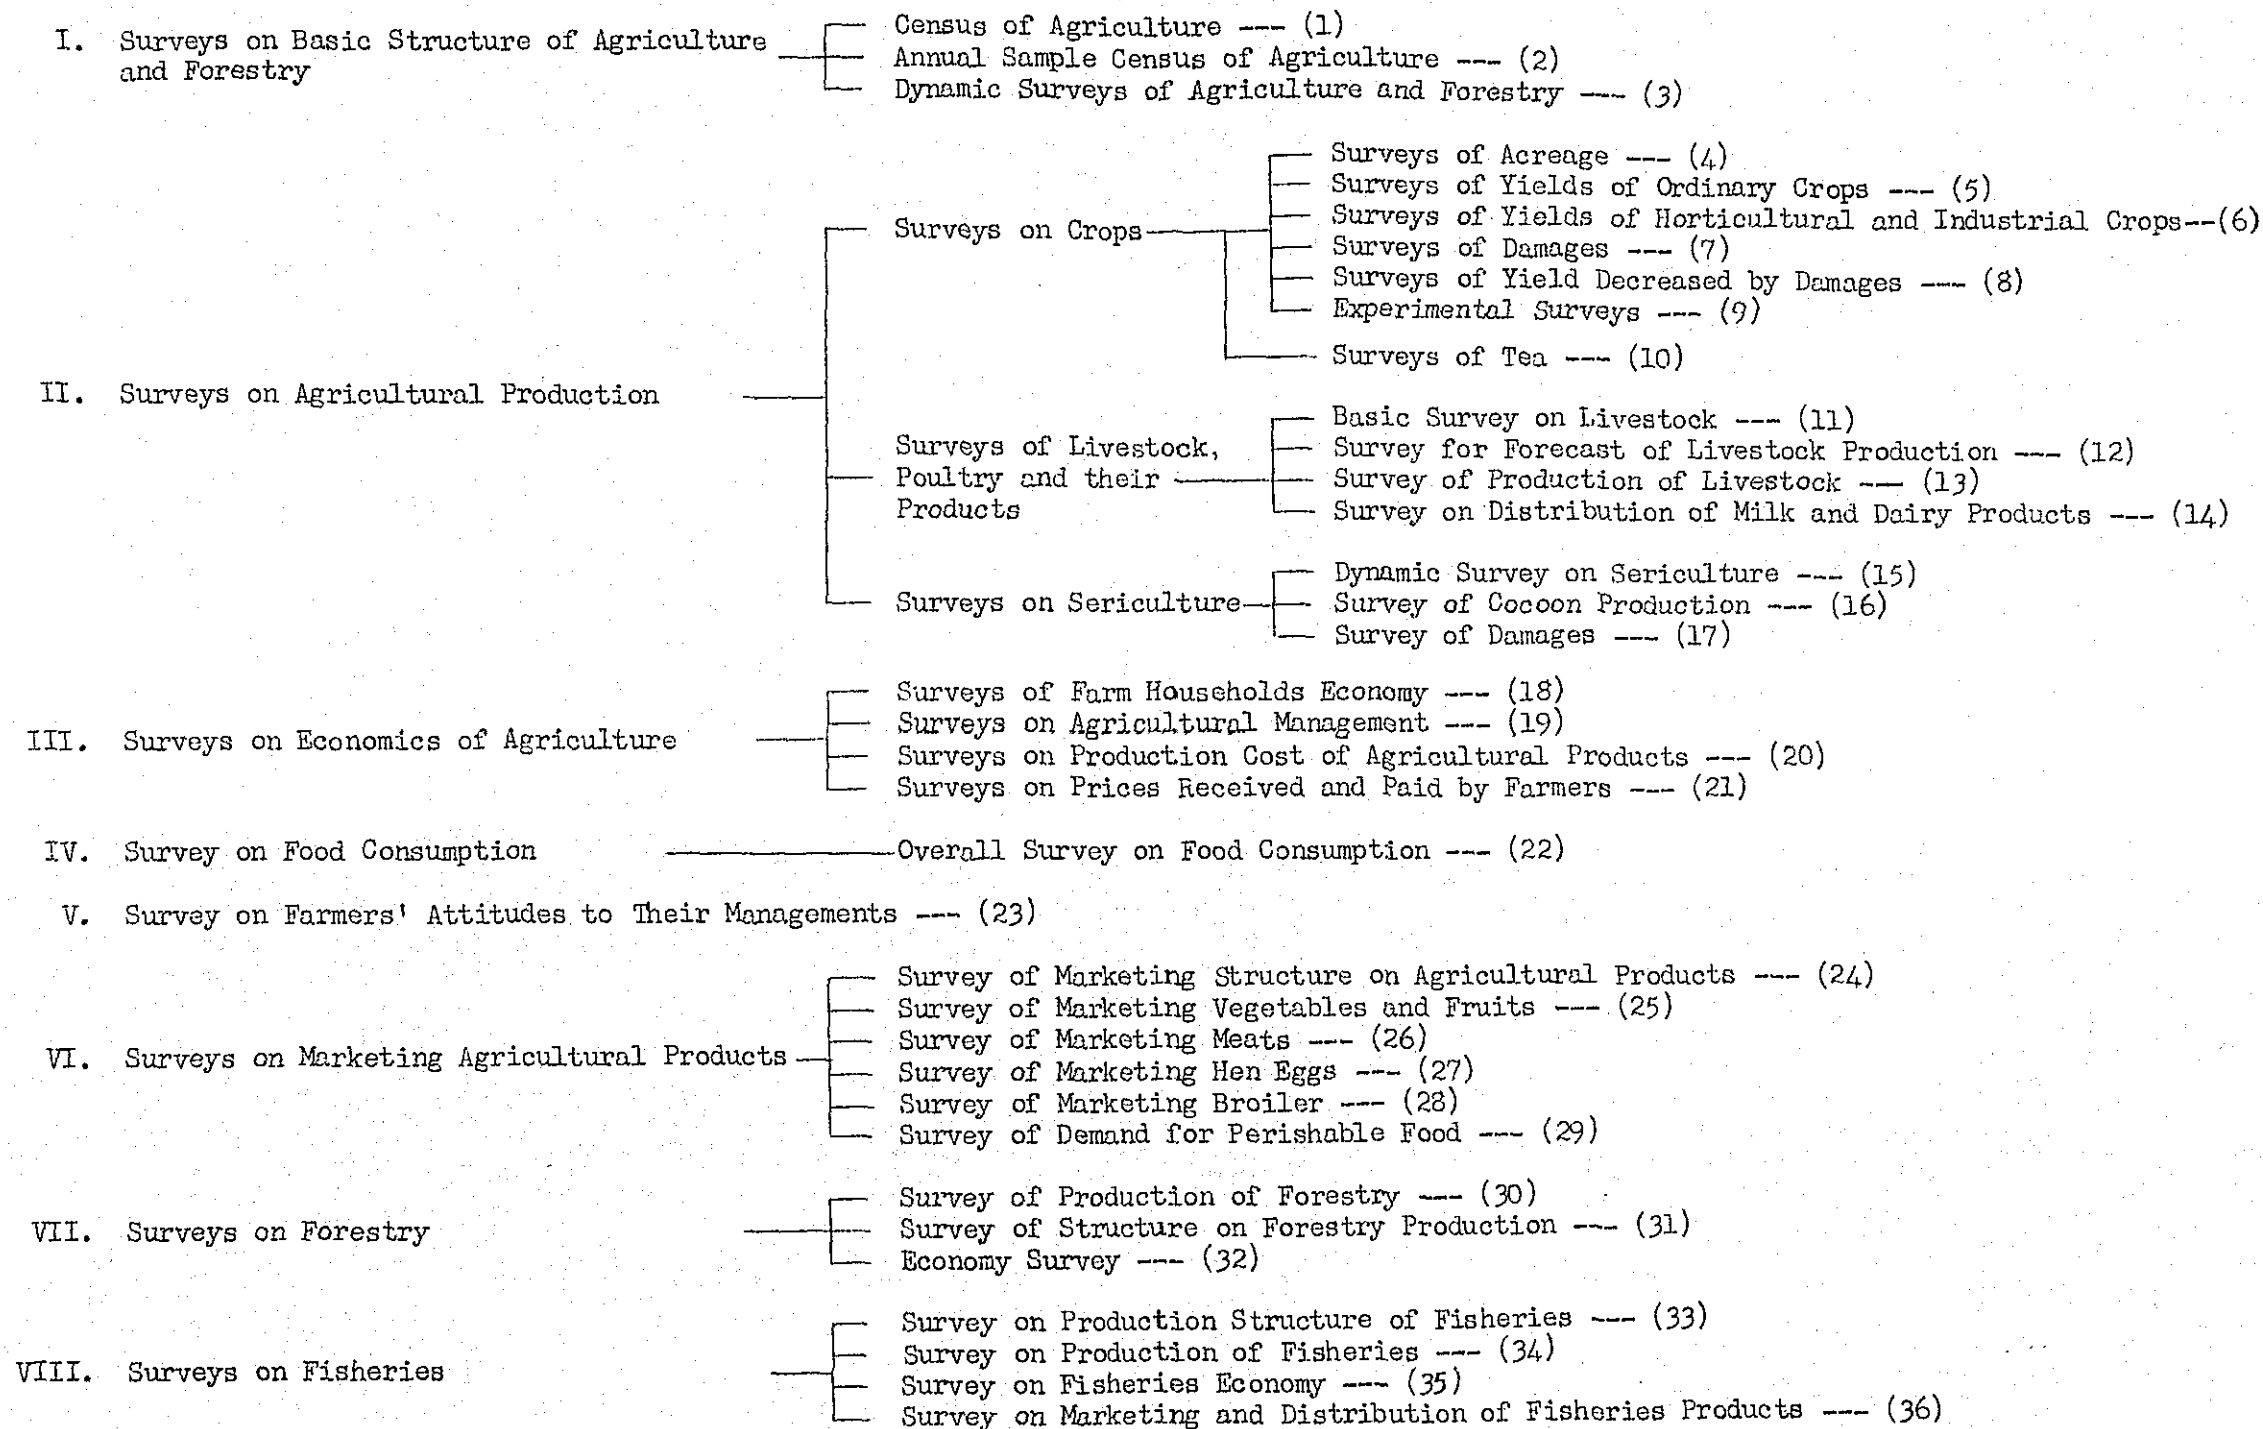 I. Surveys on Basic Structure of Agriculture
and Forestry
Census of Agriculture --- (1)
Annual Sample Census of Agriculture --- (2)
Dynamic Surveys of Agriculture and Forestry --- (3)
II. Surveys on Agricultural Production
Surveys on Crops
Surveys of Acreage --- (4)
Surveys of Yields of Ordinary Crops --- (5)
Surveys of Yields of Horticultural and Industrial Crops--(6)
Surveys of Damages --- (7)
Surveys of Yield Decreased by Damages --- (8)
Experimental Surveys --- (9)
Surveys of Tea --- (10)
Surveys of Livestock,
Poultry and their
Products
Basic Survey on Livestock --- (11)
Survey for Forecast of Livestock Production --- (12)
Survey of Production of Livestock --- (13)
Survey on Distribution of Milk and Dairy Products --- (14)
Surveys on Sericulture
Dynamic Survey on Sericulture --- (15)
Survey of Cocoon Production --- (16)
Survey of Damages --- (17)
III. Surveys on Economics of Agriculture
Surveys of Farm Households Economy --- (18)
Surveys on Agricultural Management --- (19)
Surveys on Production Cost of Agricultural Products --- (20)
Surveys on Prices Received and Paid by Farmers --- (21)
IV. Survey on Food Consumption
Overall Survey on Food Consumption --- (22)
V. Survey on Farmers' Attitudes to Their Managements --- (23)
VI. Surveys on Marketing Agricultural Products
Survey of Marketing Structure on Agricultural Products --- (24)
Survey of Marketing Vegetables and Fruits --- (25)
Survey of Marketing Meats --- (26)
Survey of Marketing Hen Eggs --- (27)
Survey of Marketing Broiler --- (28)
Survey of Demand for Perishable Food --- (29)
VII. Surveys on Forestry
Survey of Production of Forestry --- (30)
Survey of Structure on Forestry Production --- (31)
Economy Survey --- (32)
VIII. Surveys on Fisheries
Survey on Production Structure of Fisheries --- (33)
Survey on Production of Fisheries --- (34)
Survey on Fisheries Economy --- (35)
Survey on Marketing and Distribution of Fisheries Products --- (36)